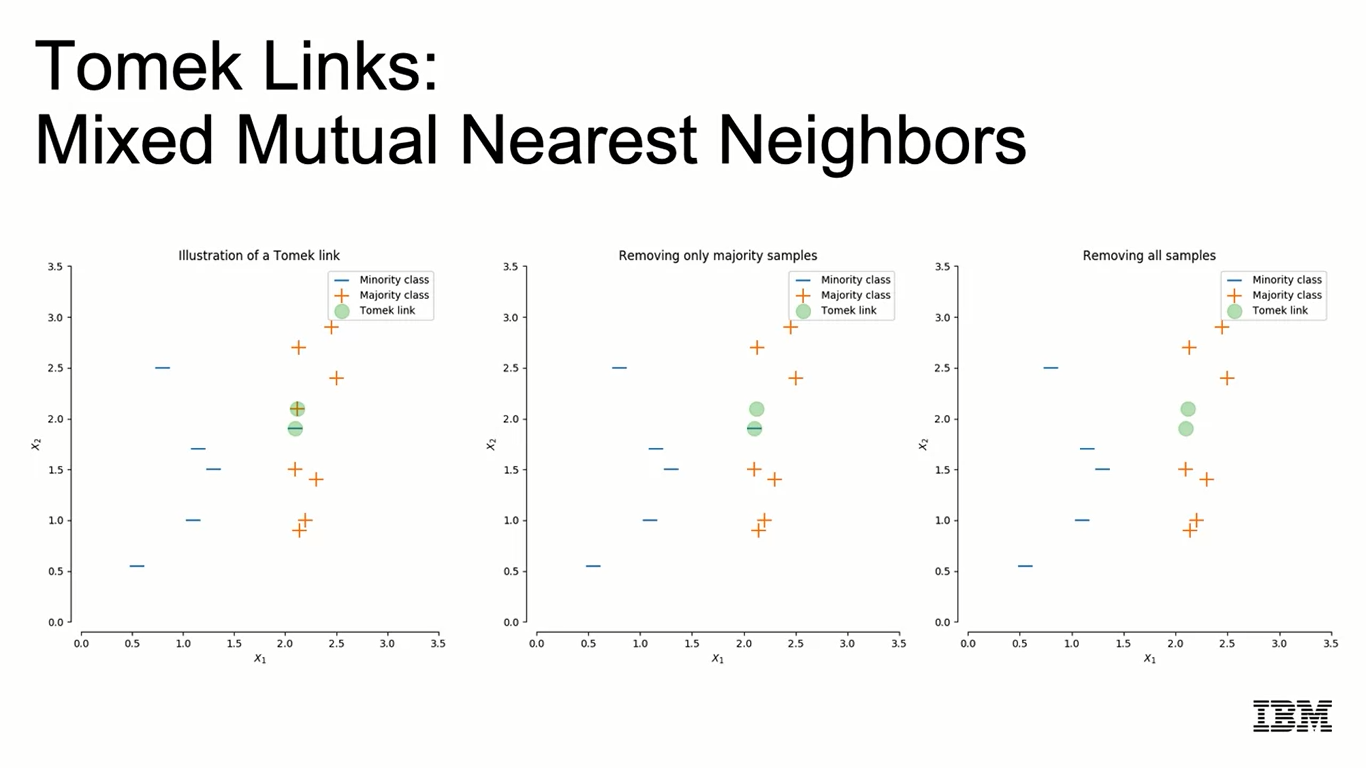 Tomek Links:
Mixed Mutual Nearest Neighbors
Illustration of a Tomek link
3.5
3.0
2.5
2.0
1.5
1.0
0.5
0.0
X2
Minority class
Majority class
Tomek link
0.0 0.5 1.0 1.5 2.0 2.5 3.0 3.5
X1
Removing only majority samples
3.5
3.0
2.5
2.0
1.5
1.0
0.5
0.0
X2
Minority class
Majority class
Tomek link
0.0 0.5 1.0 1.5 2.0 2.5 3.0 3.5
X1
Removing all samples
3.5
3.0
2.5
2.0
1.5
1.0
0.5
0.0
X2
Minority class
Majority class
Tomek link
0.0 0.5 1.0 1.5 2.0 2.5 3.0 3.5
X1
IBM